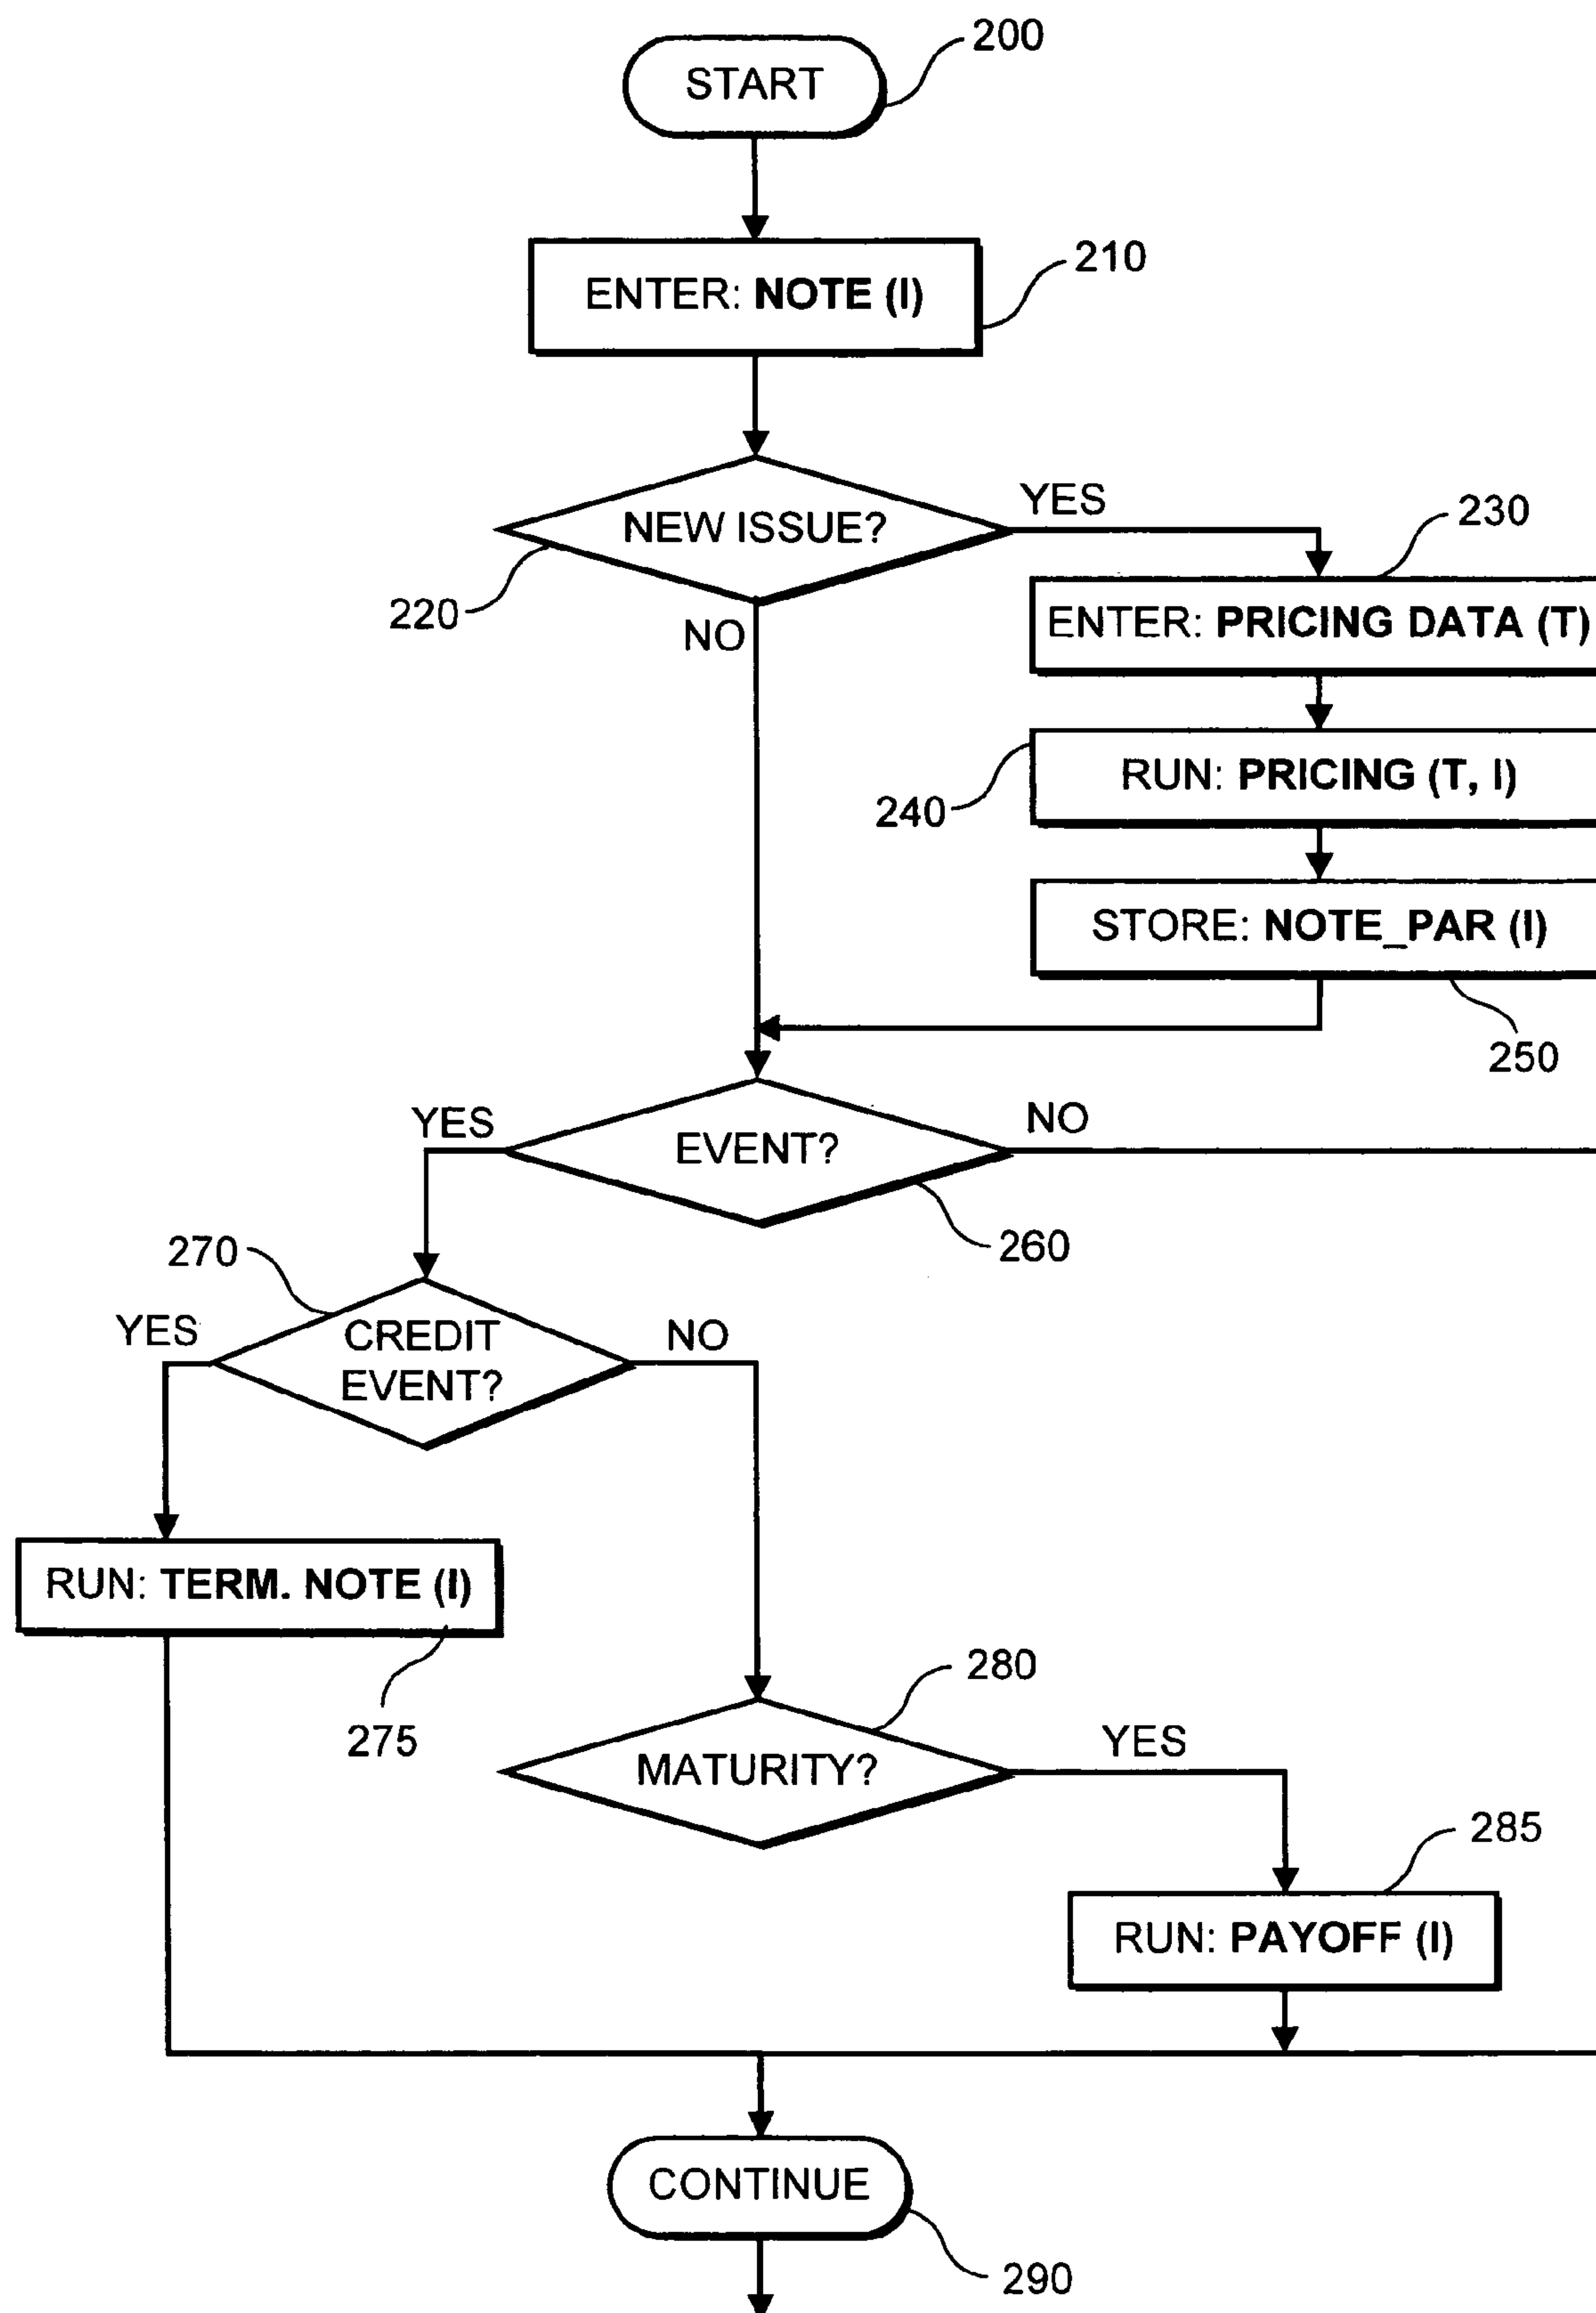 200
START
210
ENTER: NOTE (I)
YES
230
NEW ISSUE?
220
NO
ENTER: PRICING DATA (T)
RUN: PRICING (T, I)
240
STORE: NOTE_PAR (I)
250
YES
NO
EVENT?
260
270
YES
CREDIT
EVENT?
NO
RUN: TERM. NOTE (I)
275
280
YES
MATURITY?
285
RUN: PAYOFF (I)
CONTINUE
290